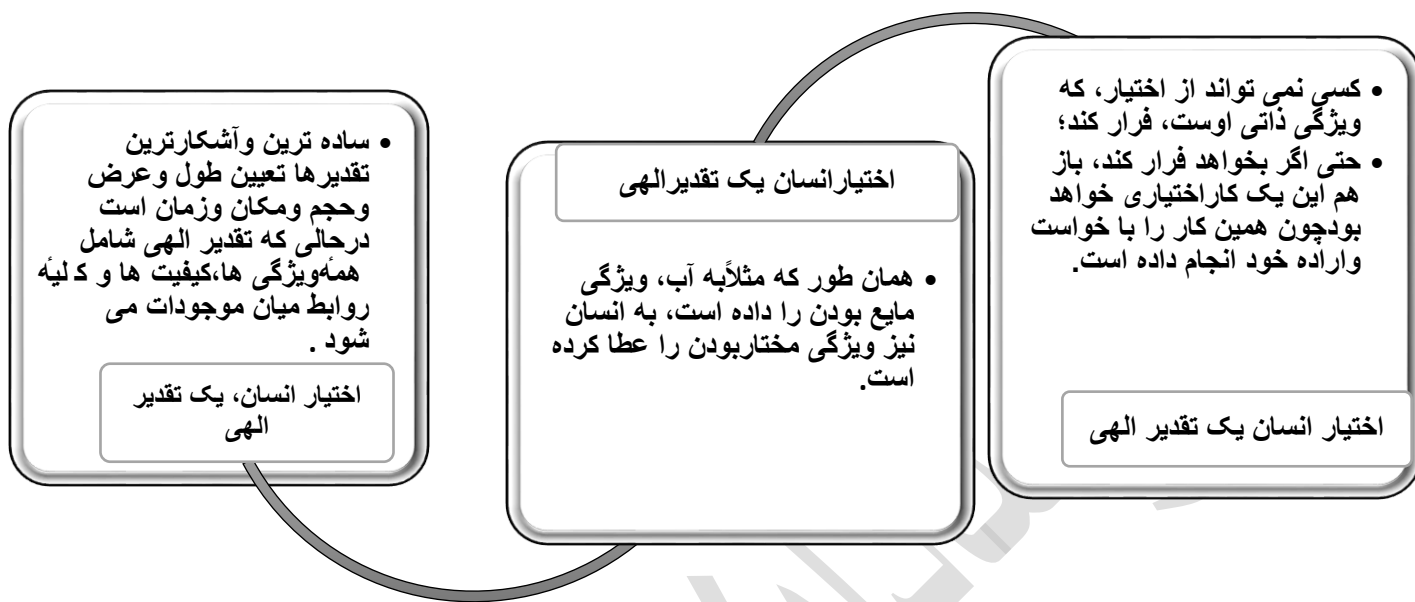 کسی نمی تواند از اختیار، که
ویژگی ذاتی اوست، فرار کند؛
حتی اگر بخواهد فرار کند، باز
هم این یک کاراختیاری خواهد
بودچون همین کار را با خواست
واراده خود انجام داده است.
اختیار انسان یک تقدیر الهی
اختیارانسان یک تقدیرالهی
همان طور که مثلاًبه آب، ویژگی
مایع بودن را داده است، به انسان
نیز ویژگی مختاربودن را عطا کرده
است.
ساده ترین وآشکارترین
تقدیرها تعیین طول وعرض
وحجم ومکان وزمان است
درحالی که تقدیر الهی شامل
همهٔویژگی ها،کیفیت ها و کلیهٔ
روابط میان موجودات می
شود .
اختیار انسان، یک تقدیر
الهی